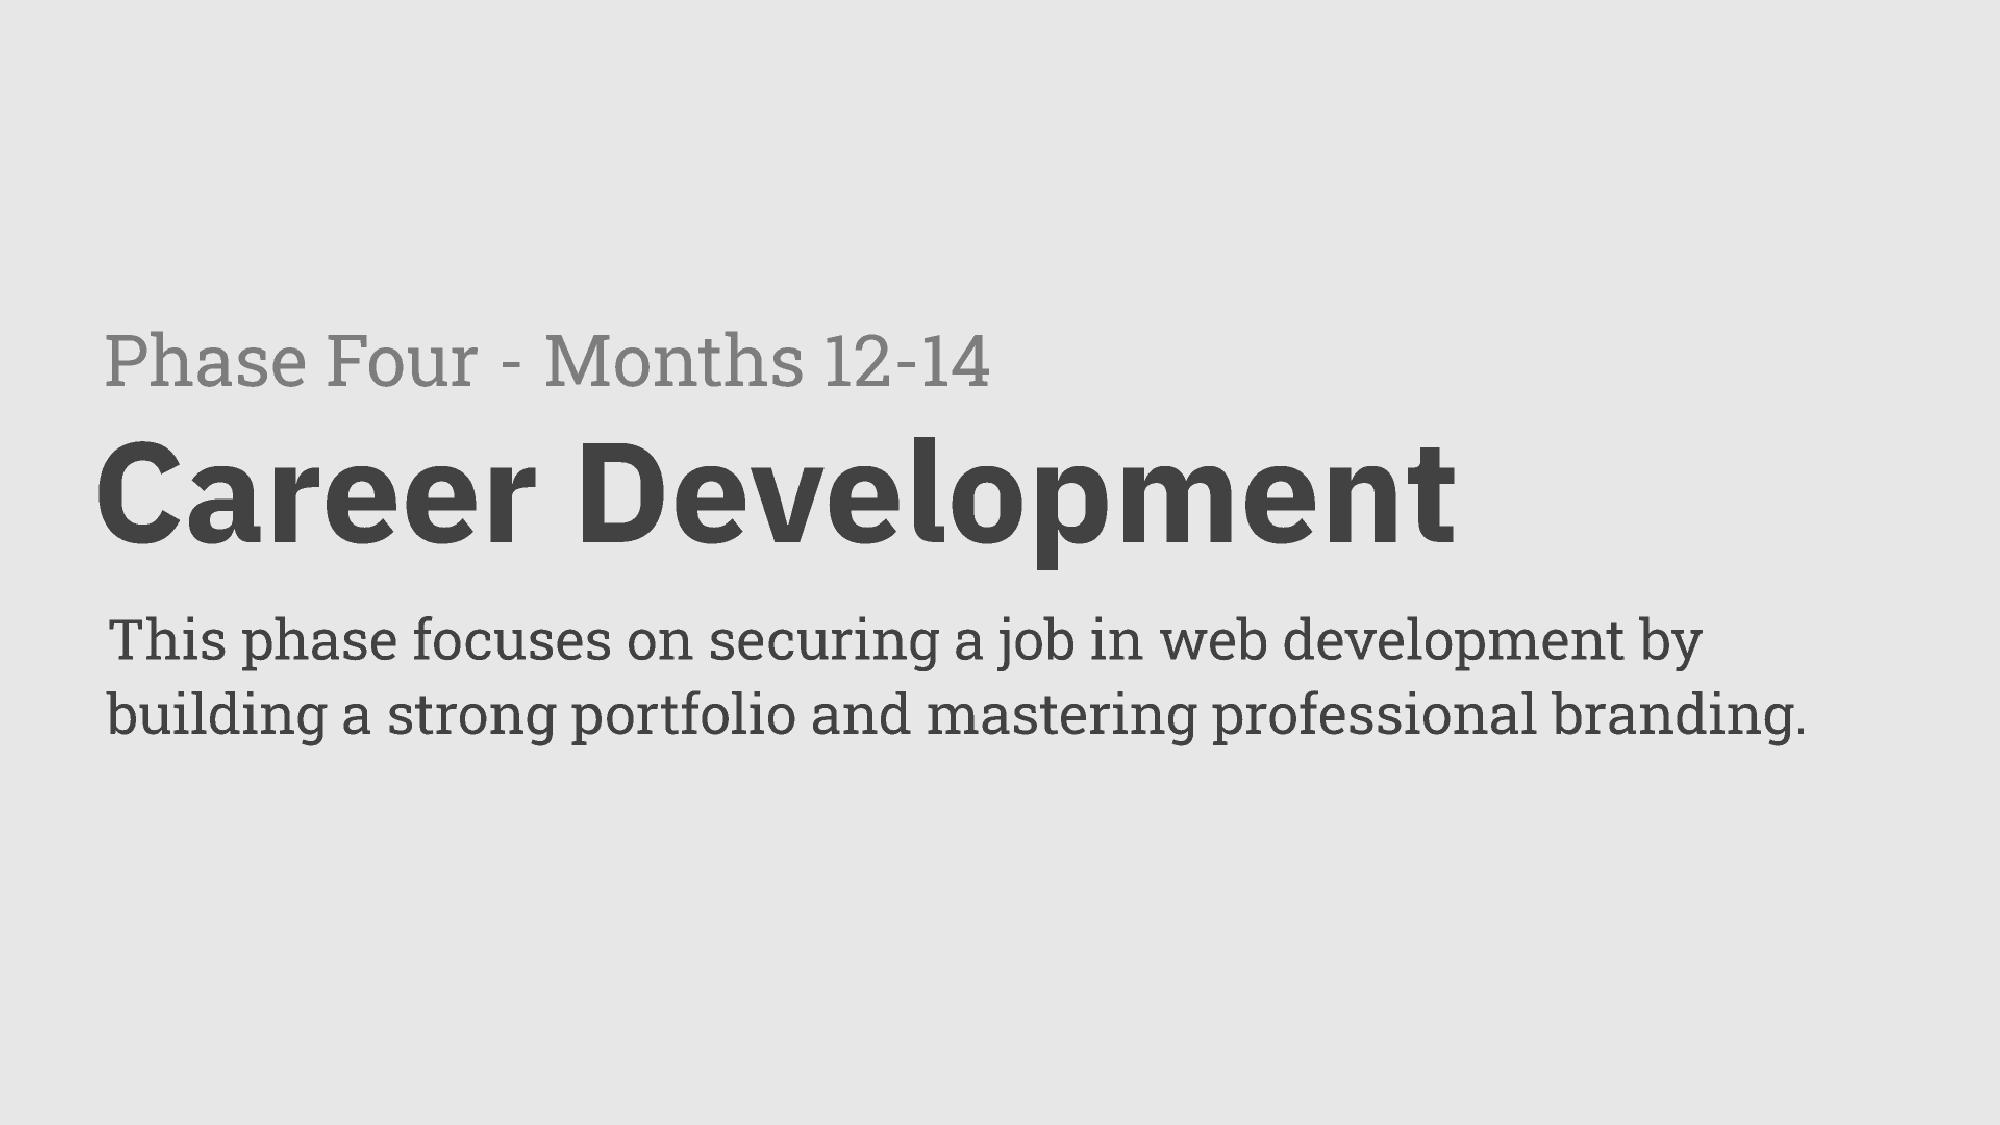 Phase Four - Months 12-14
Career Development
This phase focuses on securing a job in web development by
building a strong portfolio and mastering professional branding.